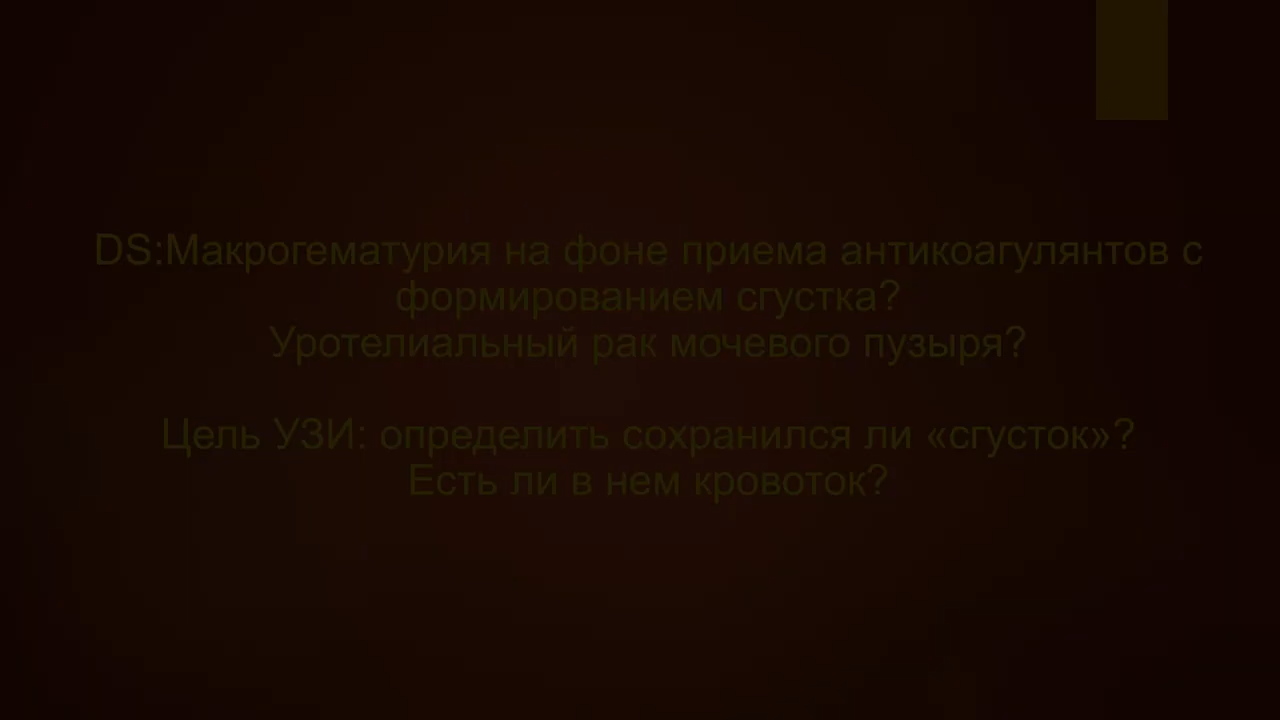 DS:Макрогематурия на фоне приема антикоагулянтов с
формированием сгустка?
Уротелиальный рак мочевого пузыря?
Цель УЗИ: определить сохранился ли «сгусток»?
Есть ли в нем кровоток?